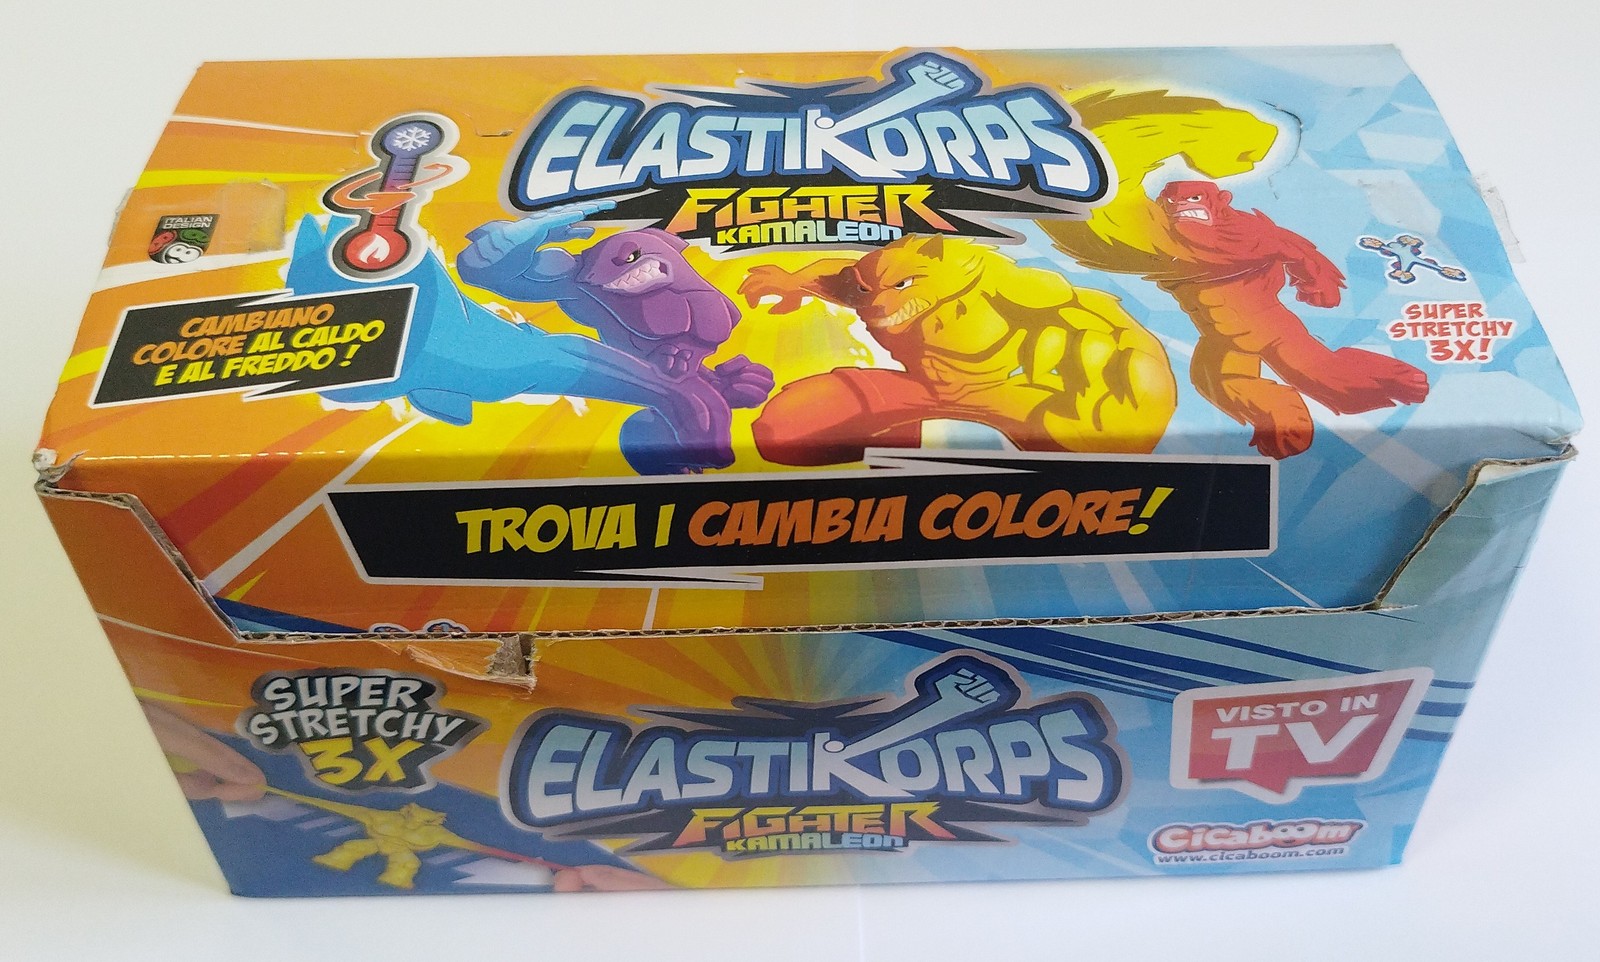 ELASTIKORPS
FIGHTER
KAMALEON
ITALIAN
DESIGN
CAMBIANO
COLORE AL CALDO
E AL FREDDO!
SUPER
STRETCHY
3X!
TROVA I CAMBIA COLORE!
SUPER
STRETCHY
3X
ELASTIKORPS
FIGHTER
KAMALEON
VISTO IN
TV
Cicaboom
www.cicaboom.com